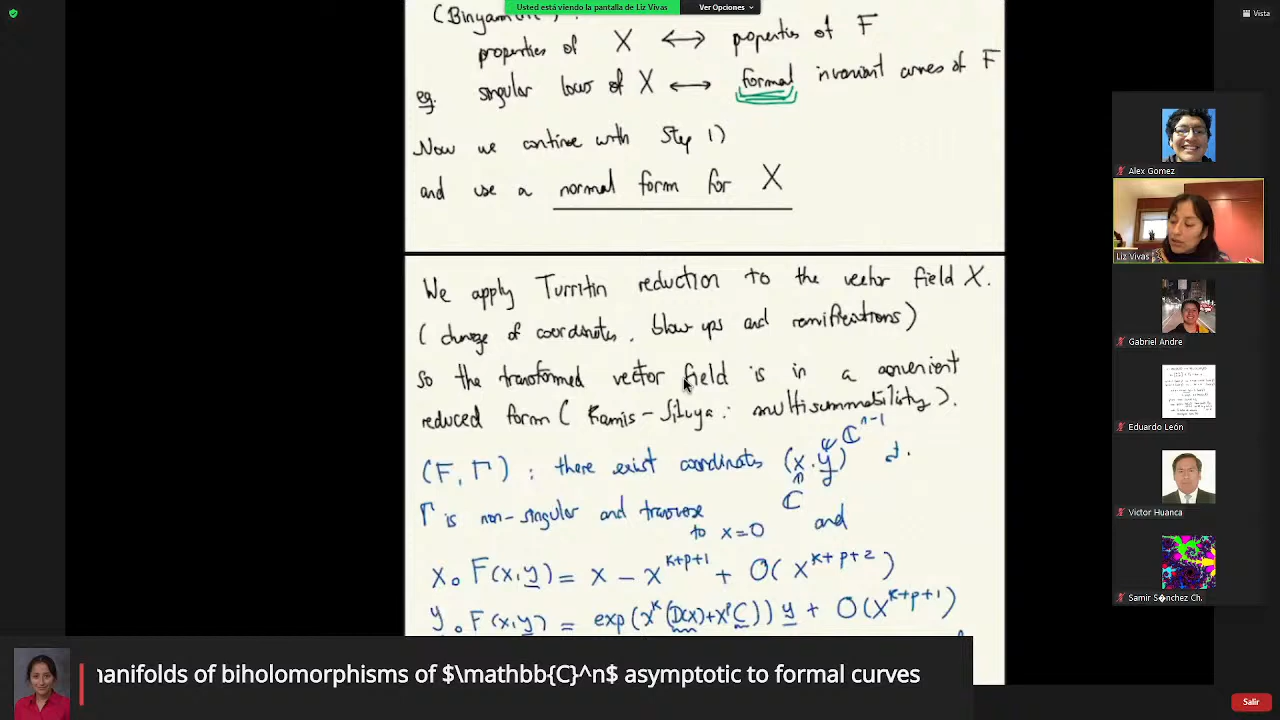 Usted está viendo la pantalla de Liz Vivas
Ver Opciones
Vista
properties of X ⟷ properties of F
eg. singular locus of X ⟷ formal invariant curves of F
Now we continue with Step 1)
and use a normal form for X
We apply Turritin reduction to the vector field X.
(change of coordinates, blow ups and ramifications)
so the transformed vector field is in a convenient
reduced form ( Ramis - : multisummability).
ℂ^{n-1}
(F, Γ) : there exist coordinates (x, y)
ℂ
Γ is non-singular and transverse
to x=0 and
x∘F(x,y) = x - x^{k+p+1} + O(x^{k+p+2})
y∘F(x,y) = exp(x^k(D(x)+x^p C)) y + O(x^{k+p+1})
Alex Gomez
Liz Vivas
Gabriel Andre
Eduardo León
Victor Huanca
Samir S�nchez Ch.
manifolds of biholomorphisms of $\mathbb{C}^n$ asymptotic to formal curves
Salir